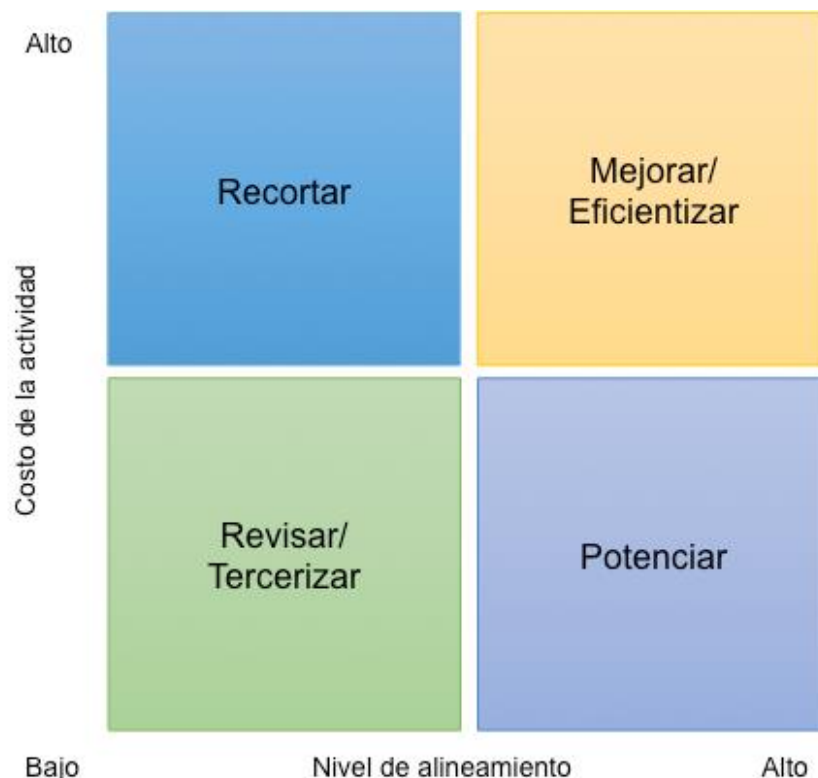 Alto
Recortar
Mejorar/
Eficientizar
Costo de la actividad
Revisar/
Tercerizar
Potenciar
Bajo
Nivel de alineamiento
Alto